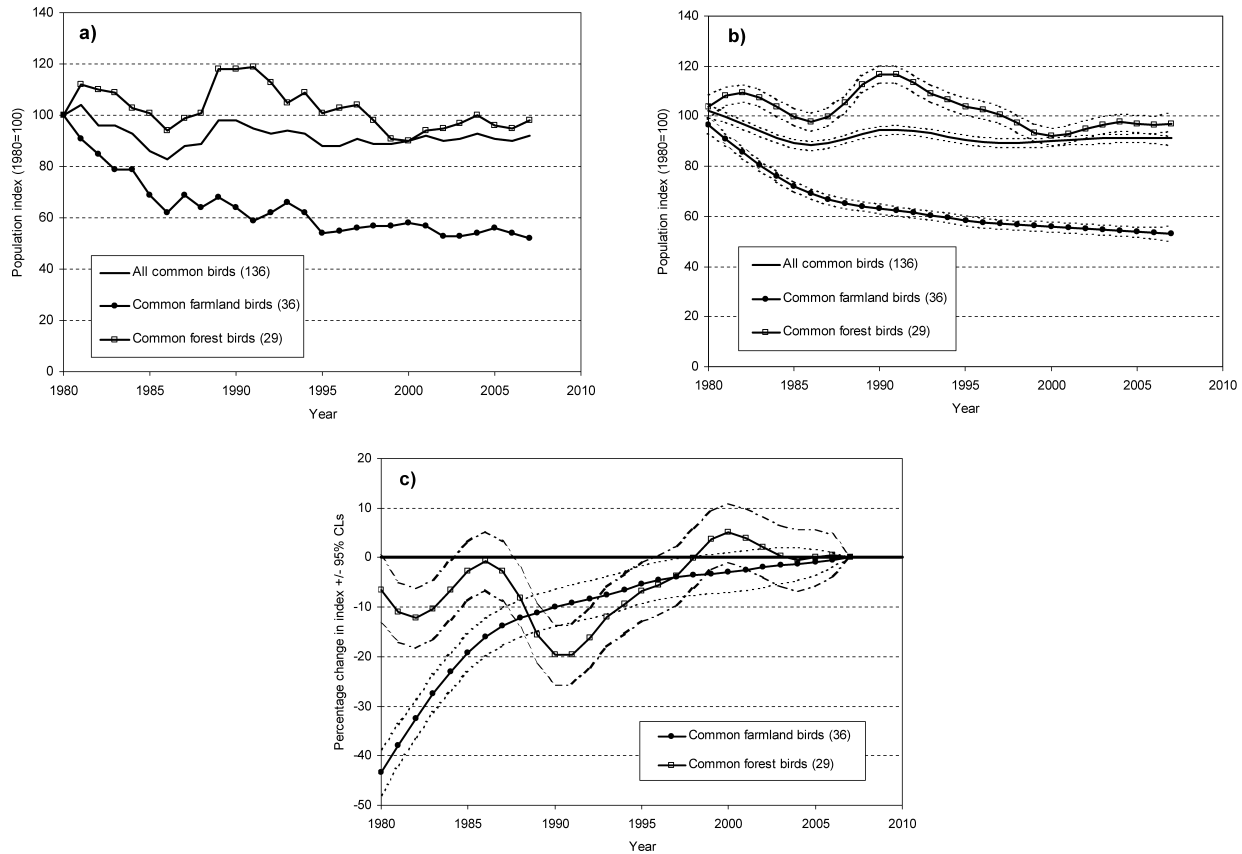 a)
Population index (1980=100)
140
120
100
80
60
40
20
0
1980 1985 1990 1995 2000 2005 2010
Year
All common birds (136)
Common farmland birds (36)
Common forest birds (29)
b)
Population index (1980=100)
140
120
100
80
60
40
20
0
1980 1985 1990 1995 2000 2005 2010
Year
All common birds (136)
Common farmland birds (36)
Common forest birds (29)
c)
Percentage change in index +/- 95% CLs
20
10
0
-10
-20
-30
-40
-50
1980 1985 1990 1995 2000 2005 2010
Year
Common farmland birds (36)
Common forest birds (29)